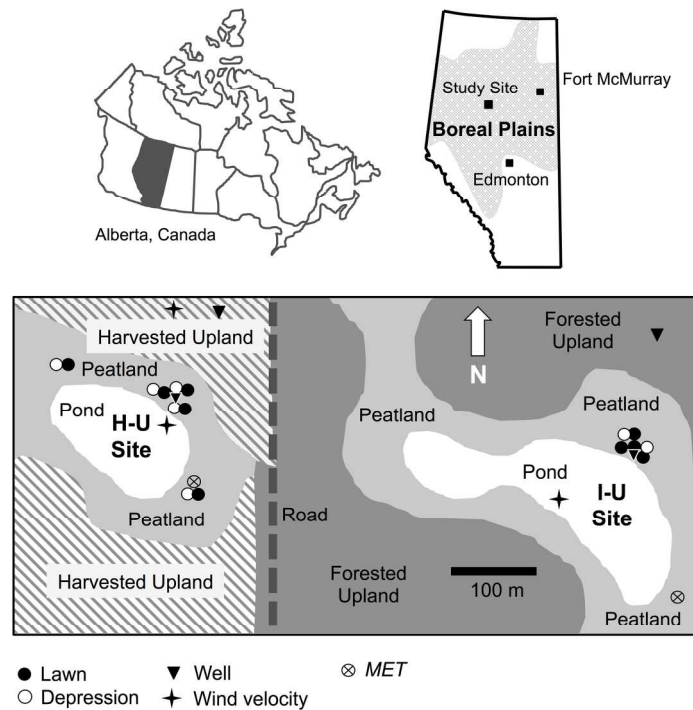 Alberta, Canada
Fort McMurray
Study Site
Boreal Plains
Edmonton
Harvested Upland
Peatland
Pond
H-U
Site
Peatland
Harvested Upland
Road
N
Forested
Upland
Peatland
Peatland
Pond
I-U
Site
Forested
Upland
100 m
Peatland
Lawn
Depression
Well
Wind velocity
MET